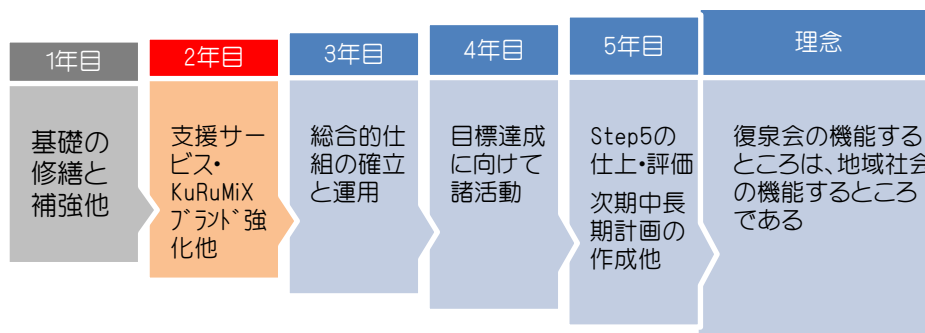 1年目
基礎の
修繕と
補強他
2年目
支援サー
ビス・
KuRuMiX
ﾌﾞﾗﾝﾄﾞ強
化他
3年目
総合的仕
組の確立
と運用
4年目
目標達成
に向けて
諸活動
5年目
Step5の
仕上・評価
次期中長
期計画の
作成他
理念
復泉会の機能する
ところは、地域社会
の機能するところ
である